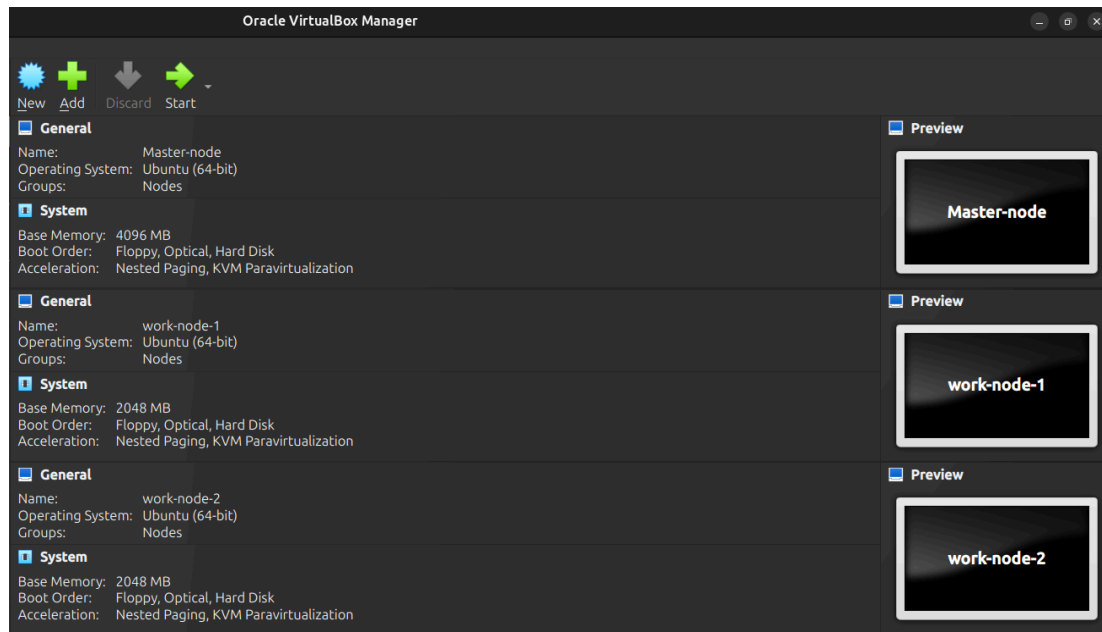 Oracle VirtualBox Manager
New Add Discard Start
General
Name: Master-node
Operating System: Ubuntu (64-bit)
Groups: Nodes
System
Base Memory: 4096 MB
Boot Order: Floppy, Optical, Hard Disk
Acceleration: Nested Paging, KVM Paravirtualization
Preview
Master-node
General
Name: work-node-1
Operating System: Ubuntu (64-bit)
Groups: Nodes
System
Base Memory: 2048 MB
Boot Order: Floppy, Optical, Hard Disk
Acceleration: Nested Paging, KVM Paravirtualization
Preview
work-node-1
General
Name: work-node-2
Operating System: Ubuntu (64-bit)
Groups: Nodes
System
Base Memory: 2048 MB
Boot Order: Floppy, Optical, Hard Disk
Acceleration: Nested Paging, KVM Paravirtualization
Preview
work-node-2